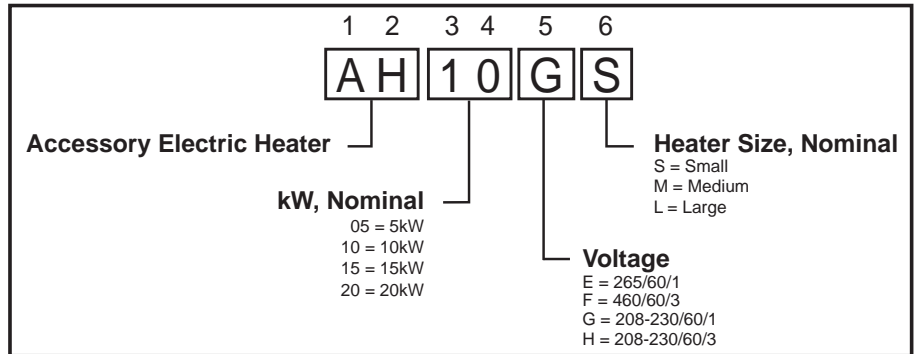 1 2 3 4 5 6
A H 1 0 G S
Accessory Electric Heater
kW, Nominal
05 = 5kW
10 = 10kW
15 = 15kW
20 = 20kW
Voltage
E = 265/60/1
F = 460/60/3
G = 208-230/60/1
H = 208-230/60/3
Heater Size, Nominal
S = Small
M = Medium
L = Large